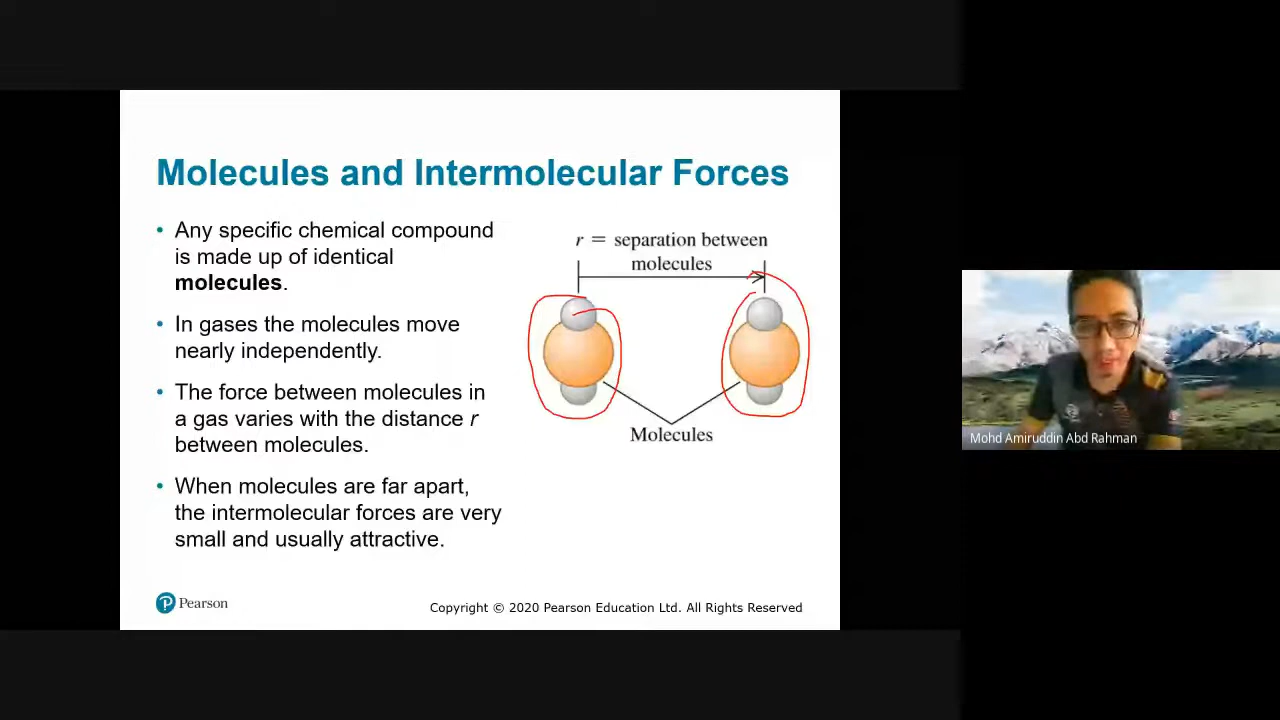 Molecules and Intermolecular Forces
• Any specific chemical compound
is made up of identical
molecules.
• In gases the molecules move
nearly independently.
• The force between molecules in
a gas varies with the distance r
between molecules.
• When molecules are far apart,
the intermolecular forces are very
small and usually attractive.
r = separation between
molecules
Molecules
P Pearson
Copyright © 2020 Pearson Education Ltd. All Rights Reserved
Mohd Amiruddin Abd Rahman